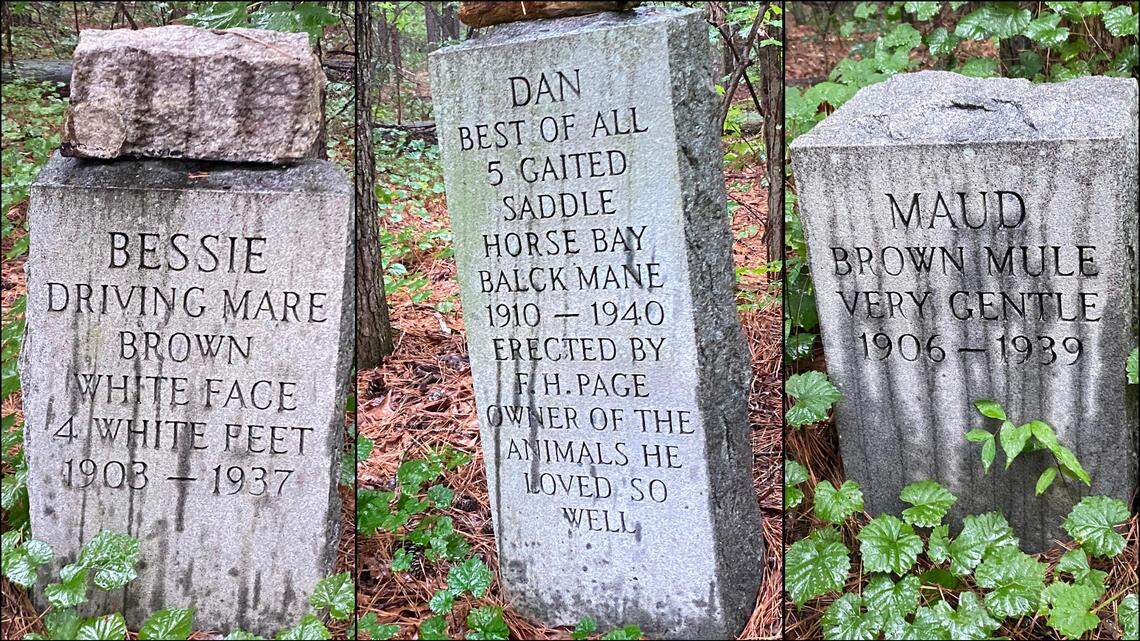 BESSIE
DRIVING MARE
BROWN
WHITE FACE
4 WHITE FEET
1903 — 1937
DAN
BEST OF ALL
5 GAITED
SADDLE
HORSE BAY
BALCK MANE
1910 — 1940
ERECTED BY
F. H. PAGE
OWNER OF THE
ANIMALS HE
LOVED SO
WELL
MAUD
BROWN MULE
VERY GENTLE
1906 — 1939